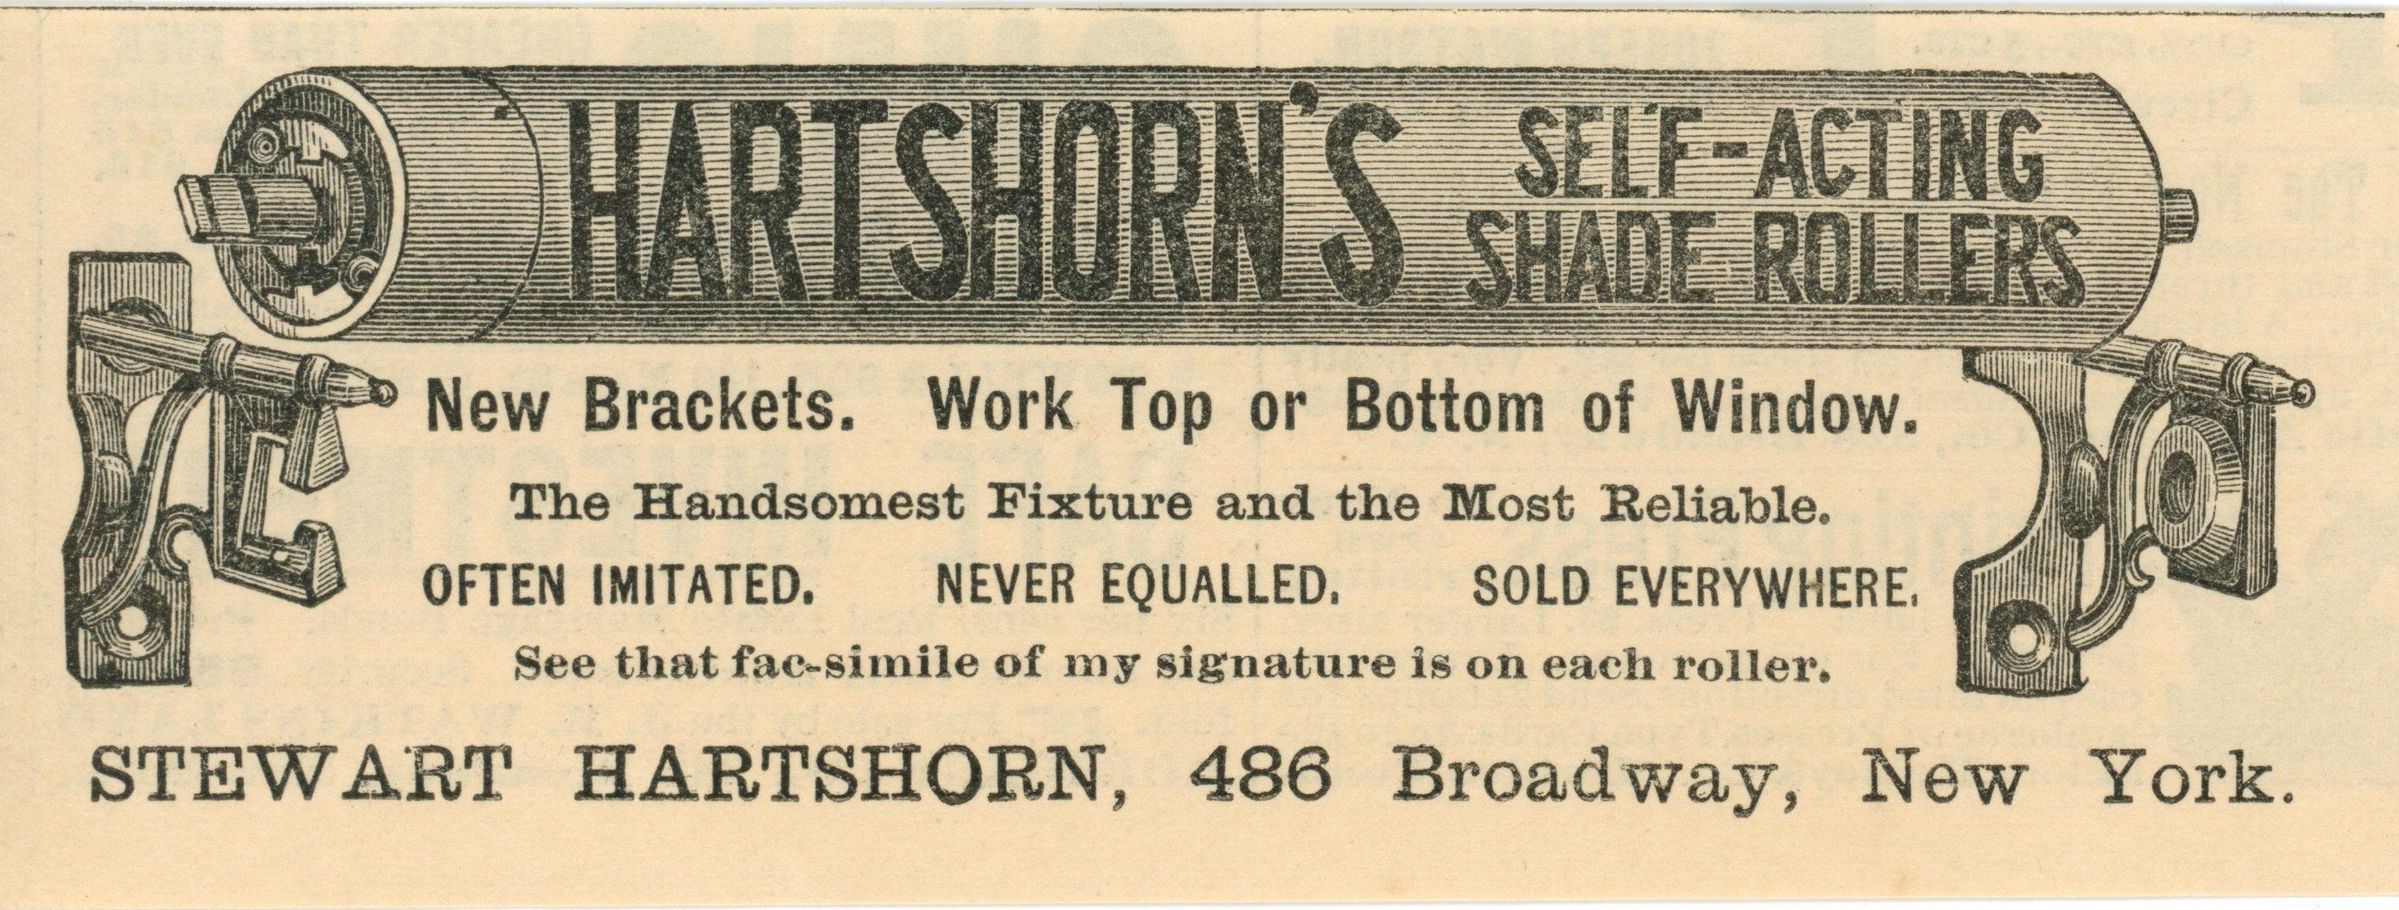 HARTSHORN'S
SELF-ACTING
SHADE ROLLERS
New Brackets. Work Top or Bottom of Window.
The Handsomest Fixture and the Most Reliable.
OFTEN IMITATED. NEVER EQUALLED. SOLD EVERYWHERE.
See that fac-simile of my signature is on each roller.
STEWART HARTSHORN, 486 Broadway, New York.